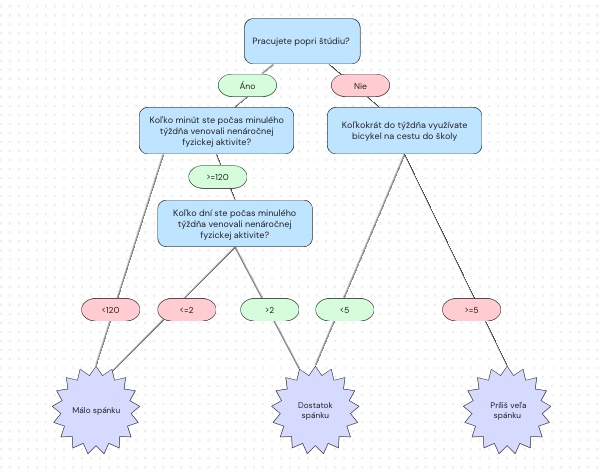 Pracujete popri štúdiu?
Áno
Nie
Koľko minút ste počas minulého
týždňa venovali nenáročnej
fyzickej aktivite?
Koľkokrát do týždňa využívate
bicykel na cestu do školy
>=120
Koľko dní ste počas minulého
týždňa venovali nenáročnej
fyzickej aktivite?
<120
<=2
>2
<5
>=5
Málo spánku
Dostatok
spánku
Príliš veľa
spánku